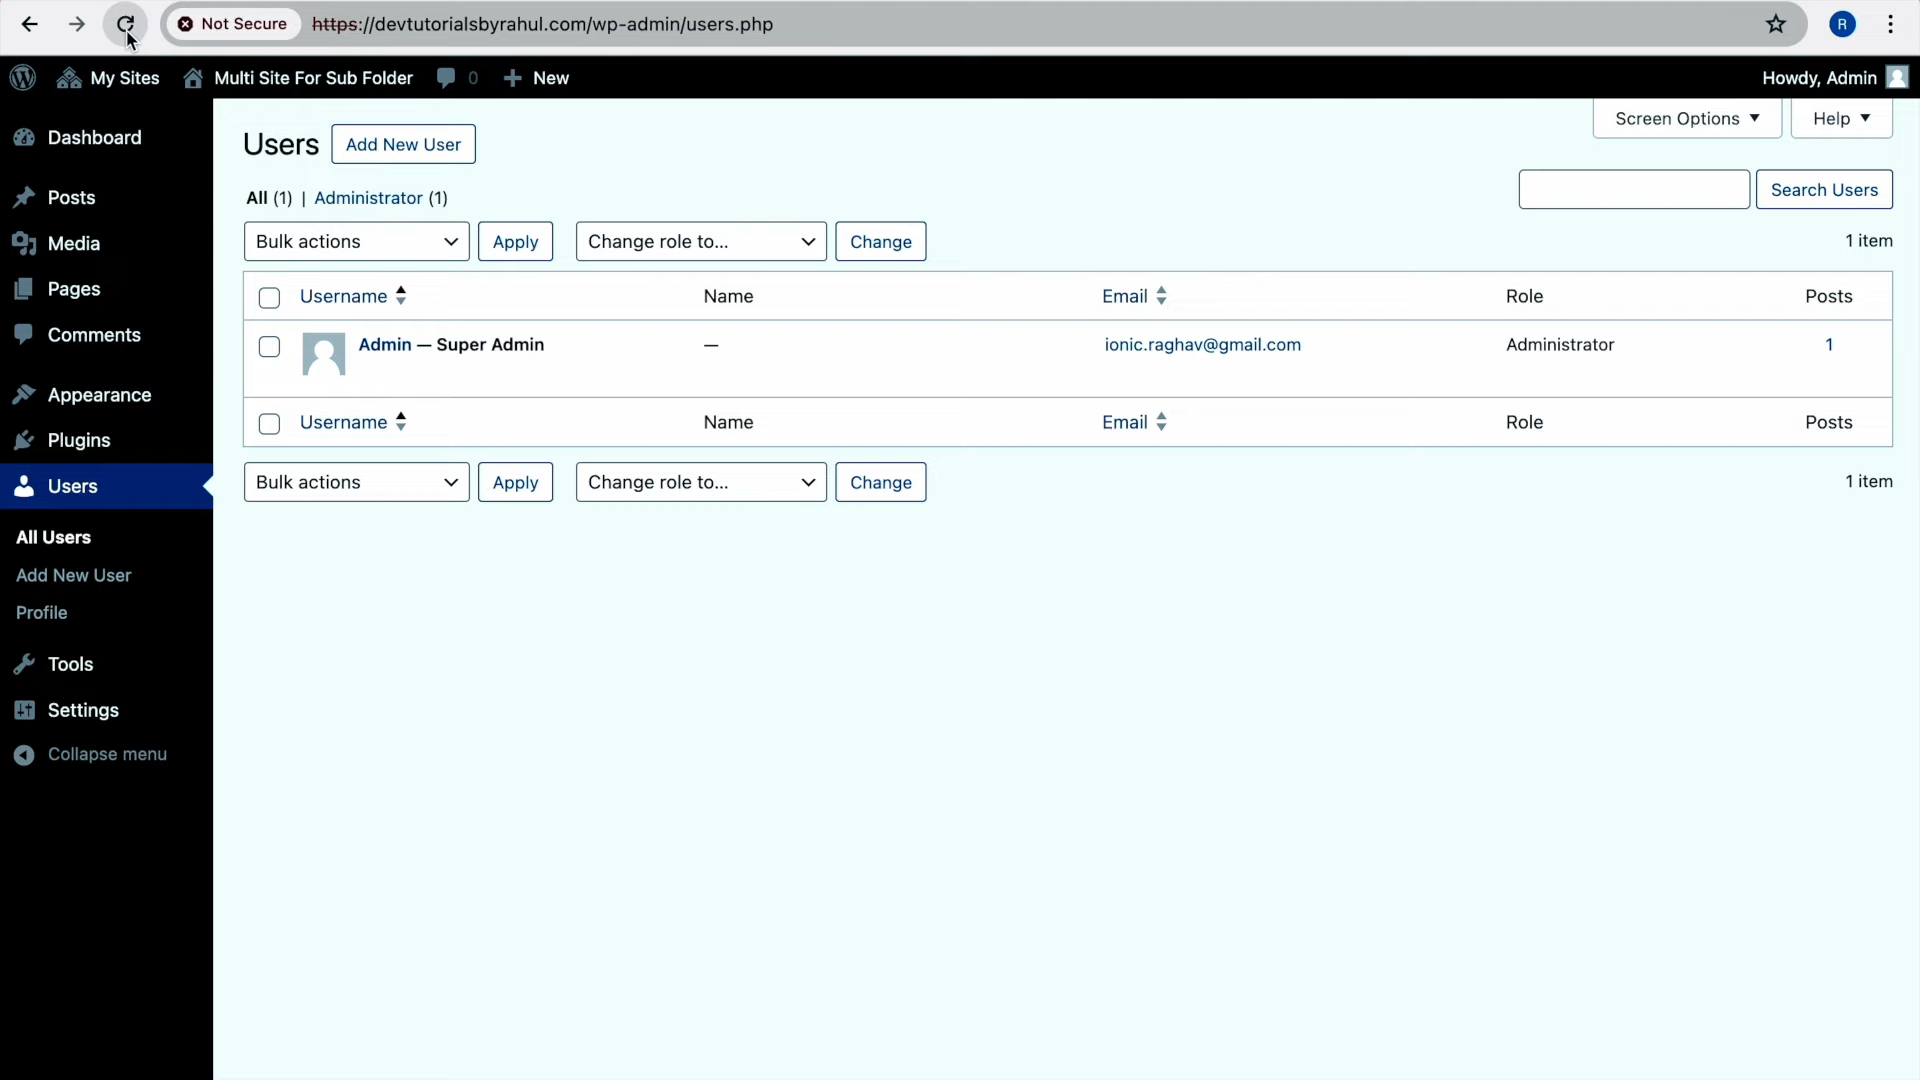 Not Secure https://devtutorialsbyrahul.com/wp-admin/users.php R
My Sites Multi Site For Sub Folder 0 New Howdy, Admin
Screen Options Help
Dashboard
Posts
Media
Pages
Comments
Appearance
Plugins
Users
All Users
Add New User
Profile
Tools
Settings
Collapse menu
Users Add New User
All (1) | Administrator (1)
Search Users
Bulk actions Apply Change role to... Change 1 item
Username Name Email Role Posts
Admin — Super Admin — ionic.raghav@gmail.com Administrator 1
Username Name Email Role Posts
Bulk actions Apply Change role to... Change 1 item